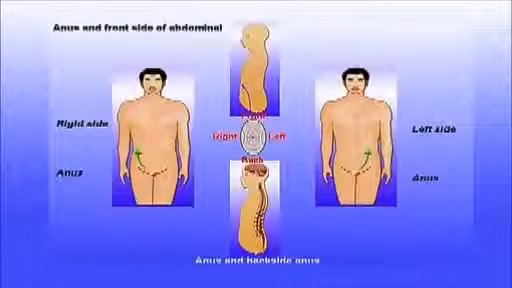 Anus and front side of abdominal
Front
Right side
Right
Left
Left side
Back
Anus
Anus
Anus and backside anus